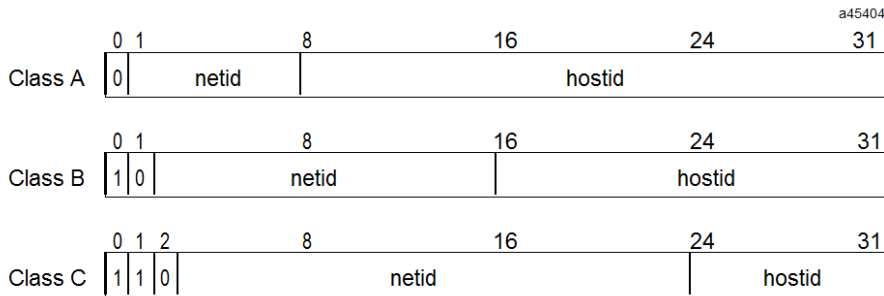 a45404
0 1 8 16 24 31
Class A 0 netid hostid
0 1 8 16 24 31
Class B 1 0 netid hostid
0 1 2 8 16 24 31
Class C 1 1 0 netid hostid